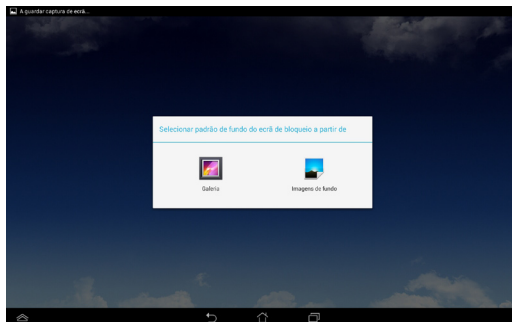 A guardar captura de ecrã...
Selecionar padrão de fundo do ecrã de bloqueio a partir de
Galeria
Imagens de fundo